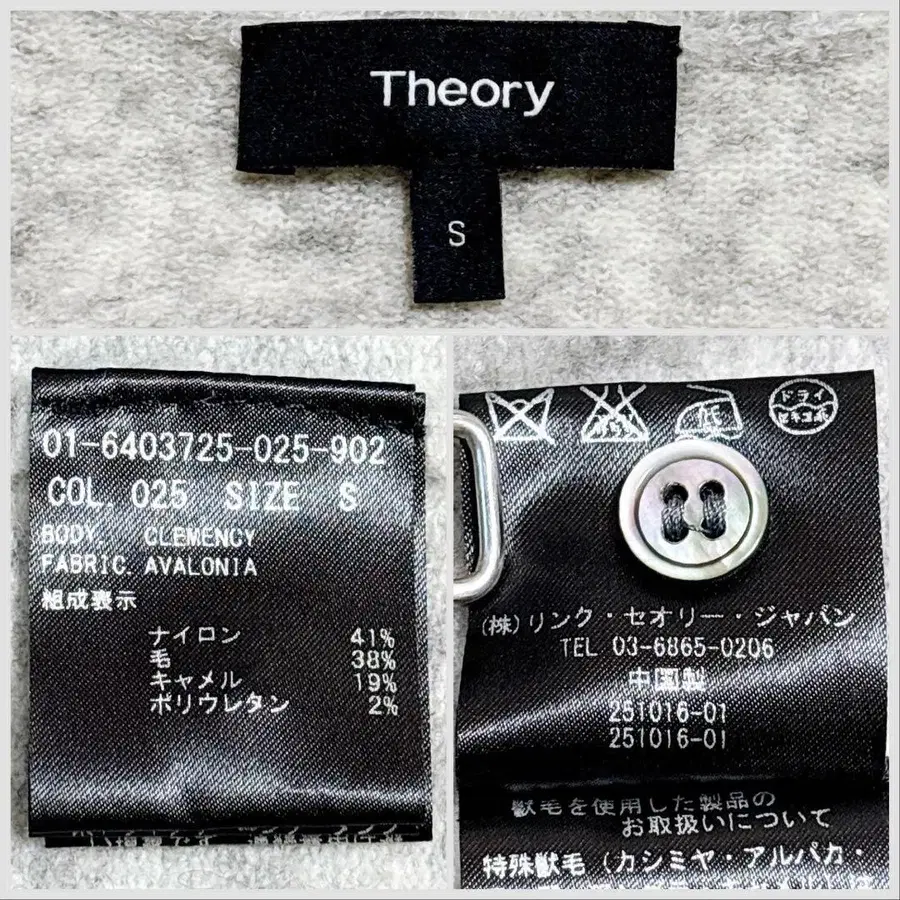 Theory
S
01-6403725-025-902
COL. 025 SIZE S
BODY. CLEMENCY
FABRIC. AVALONIA
組成表示
ナイロン 41%
毛 38%
キャメル 19%
ポリウレタン 2%
ドライ
セキユ系
(株)リンク・セオリー・ジャパン
TEL 03-6865-0206
中国製
251016-01
251016-01
獣毛を使用した製品の
お取扱いについて
特殊獣毛(カシミヤ・アルパカ・